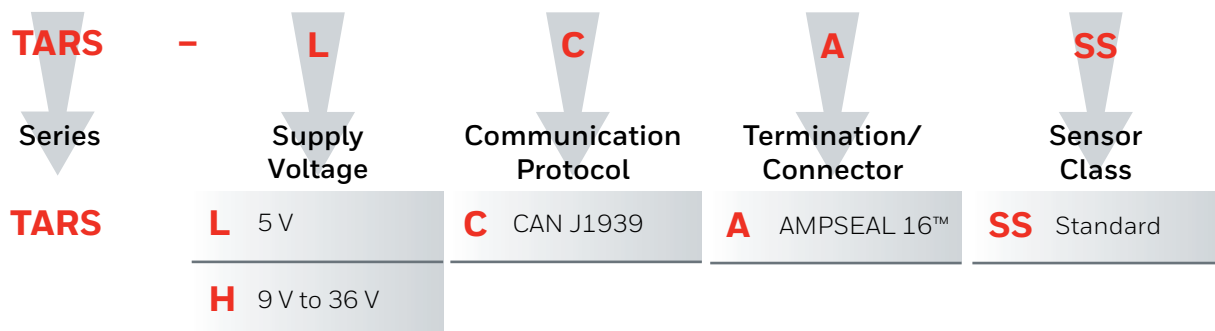 TARS – L C A SS
Series
Supply
Voltage
Communication
Protocol
Termination/
Connector
Sensor
Class
TARS
L 5 V
C CAN J1939
A AMPSEAL 16™
SS Standard
H 9 V to 36 V